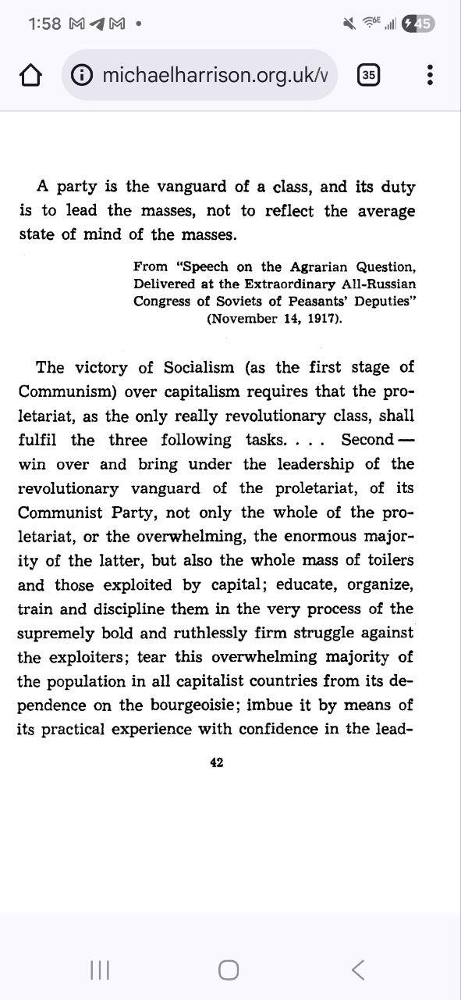 1:58
45
michaelharrison.org.uk/v
35
A party is the vanguard of a class, and its duty
is to lead the masses, not to reflect the average
state of mind of the masses.
From “Speech on the Agrarian Question,
Delivered at the Extraordinary All-Russian
Congress of Soviets of Peasants’ Deputies”
(November 14, 1917).
The victory of Socialism (as the first stage of
Communism) over capitalism requires that the pro-
letariat, as the only really revolutionary class, shall
fulfil the three following tasks. . . . Second —
win over and bring under the leadership of the
revolutionary vanguard of the proletariat, of its
Communist Party, not only the whole of the pro-
letariat, or the overwhelming, the enormous major-
ity of the latter, but also the whole mass of toilers
and those exploited by capital; educate, organize,
train and discipline them in the very process of the
supremely bold and ruthlessly firm struggle against
the exploiters; tear this overwhelming majority of
the population in all capitalist countries from its de-
pendence on the bourgeoisie; imbue it by means of
its practical experience with confidence in the lead-
42